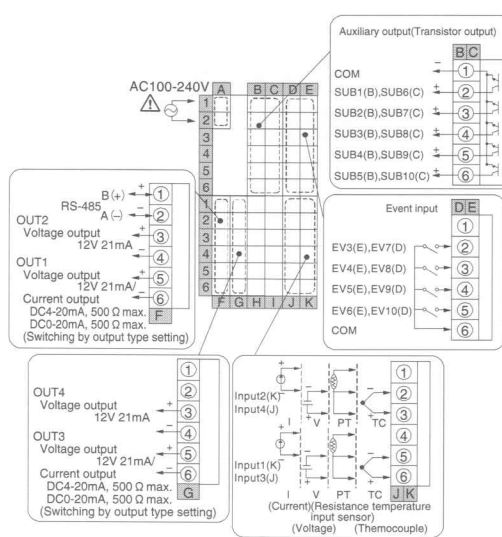 Auxiliary output(Transistor output)
B C
COM
−
1
SUB1(B),SUB6(C)
+
2
SUB2(B),SUB7(C)
+
3
SUB3(B),SUB8(C)
+
4
SUB4(B),SUB9(C)
+
5
SUB5(B),SUB10(C)
+
6
AC100-240V
A B C D E
1
2
3
4
5
6
1
2
3
4
5
6
F G H I J K
B (+)
+
1
RS-485
A (−)
−
2
OUT2
Voltage output
+
3
12V 21mA
−
4
OUT1
Voltage output
+
5
12V 21mA/
−
6
Current output
DC4-20mA, 500 Ω max.
F
DC0-20mA, 500 Ω max.
(Switching by output type setting)
Event input
D E
1
EV3(E),EV7(D)
2
EV4(E),EV8(D)
3
EV5(E),EV9(D)
4
EV6(E),EV10(D)
5
COM
6
1
2
OUT4
Voltage output
+
3
12V 21mA
−
4
OUT3
Voltage output
+
5
12V 21mA/
−
6
Current output
DC4-20mA, 500 Ω max.
DC0-20mA, 500 Ω max.
G
(Switching by output type setting)
Input2(K)
Input4(J)
I V PT TC
1
2
3
4
5
6
Input1(K)
Input3(J)
I V PT TC
J K
(Current)(Resistance temperature
input sensor)
(Voltage) (Themocouple)